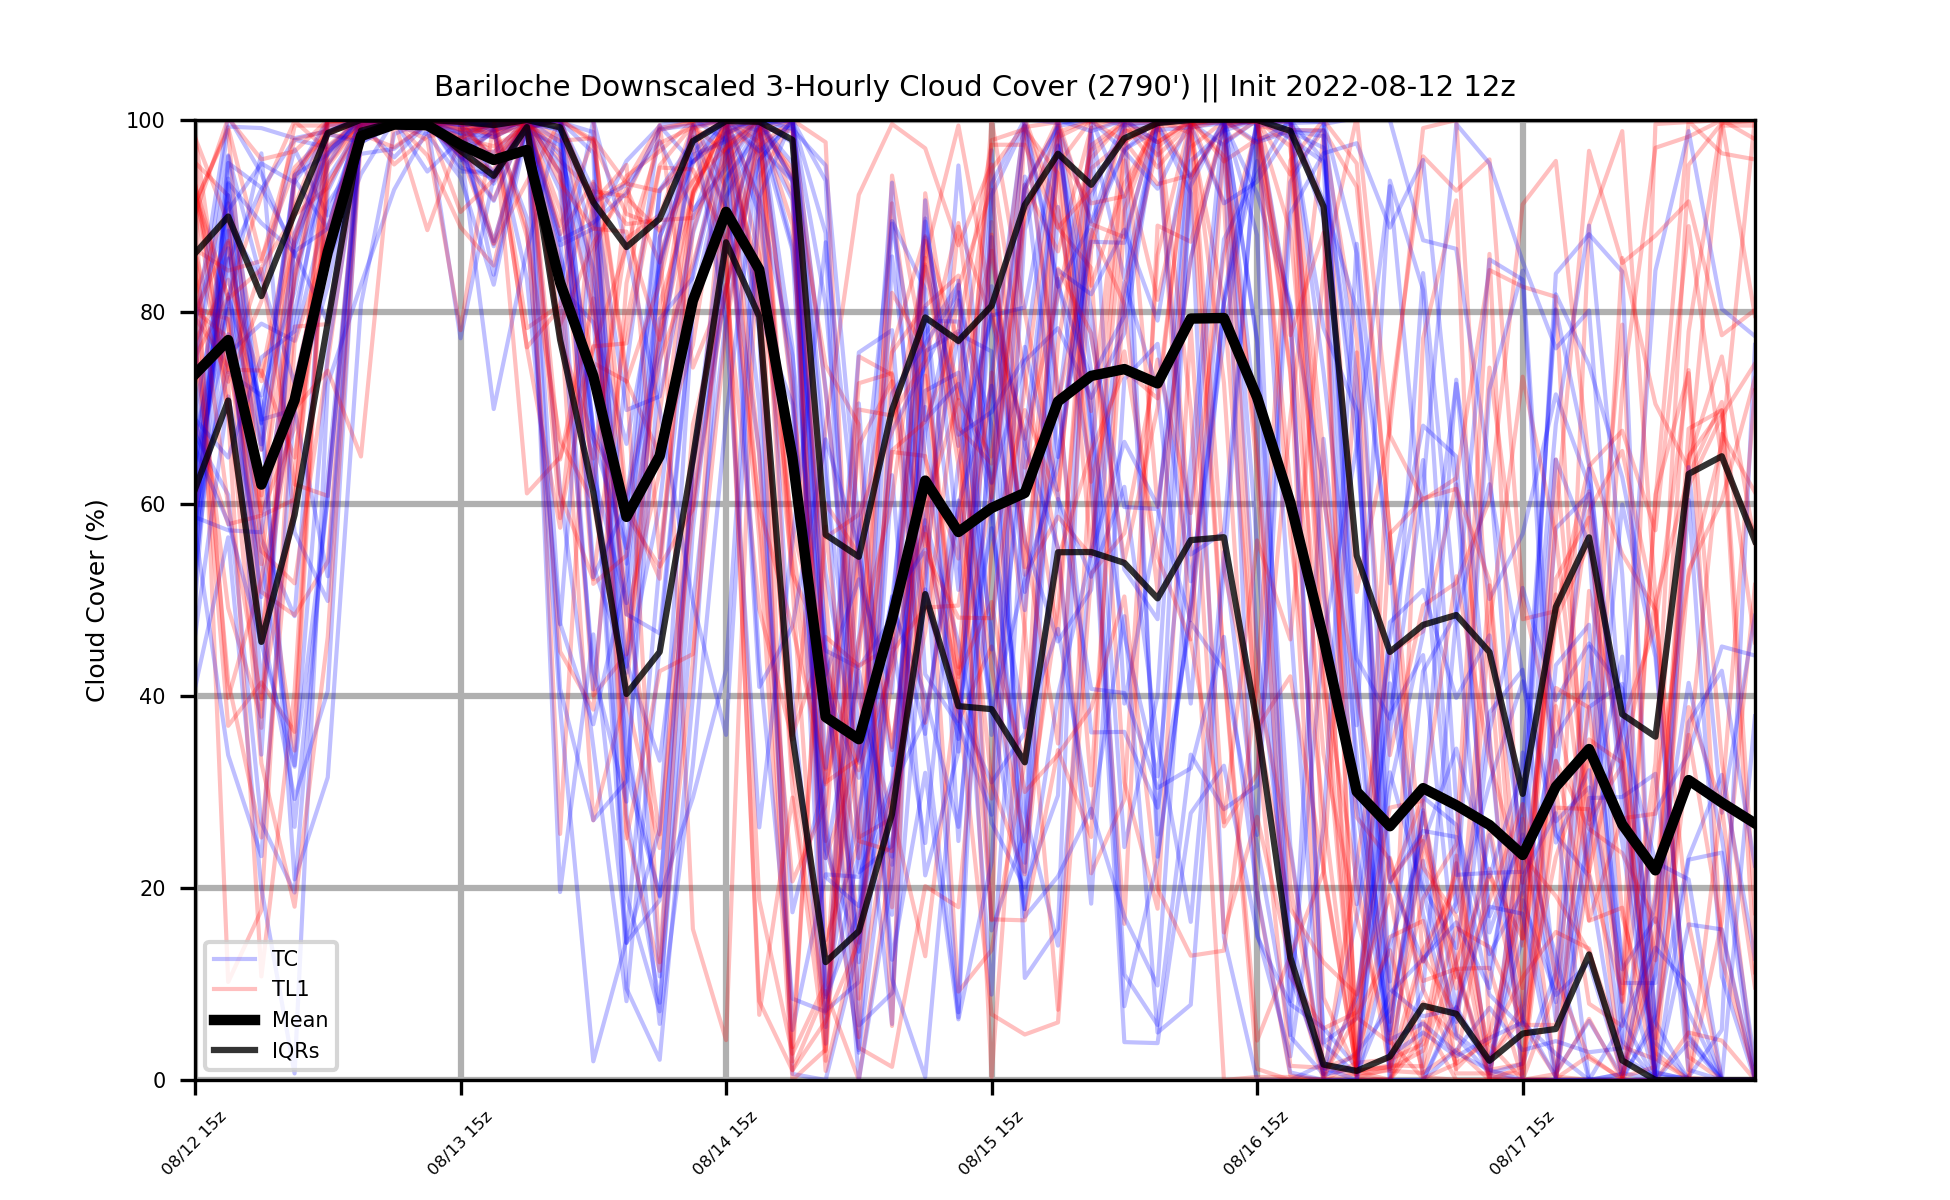 Bariloche Downscaled 3-Hourly Cloud Cover (2790') || Init 2022-08-12 12z
Cloud Cover (%)
100
80
60
40
20
0
TC
TL1
Mean
IQRs
08/12 15z
08/13 15z
08/14 15z
08/15 15z
08/16 15z
08/17 15z